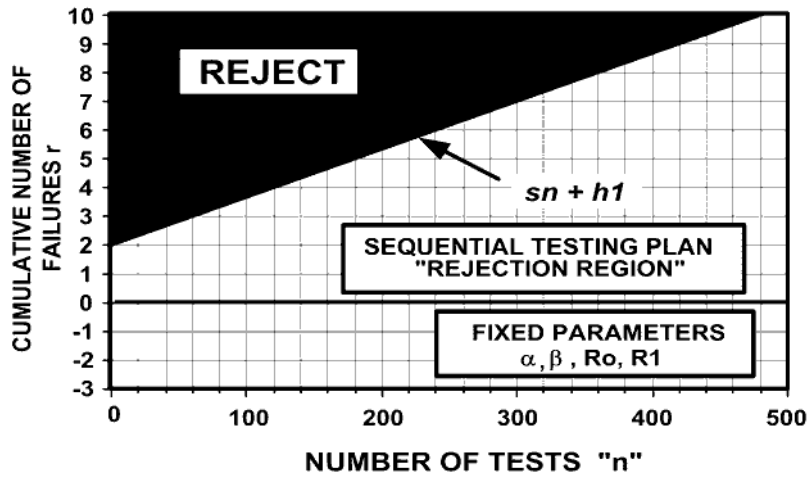 CUMULATIVE NUMBER OF
FAILURES r
10
9
8
7
6
5
4
3
2
1
0
-1
-2
-3
REJECT
sn + h1
SEQUENTIAL TESTING PLAN
"REJECTION REGION"
FIXED PARAMETERS
α, β , Ro, R1
0
100
200
300
400
500
NUMBER OF TESTS "n"